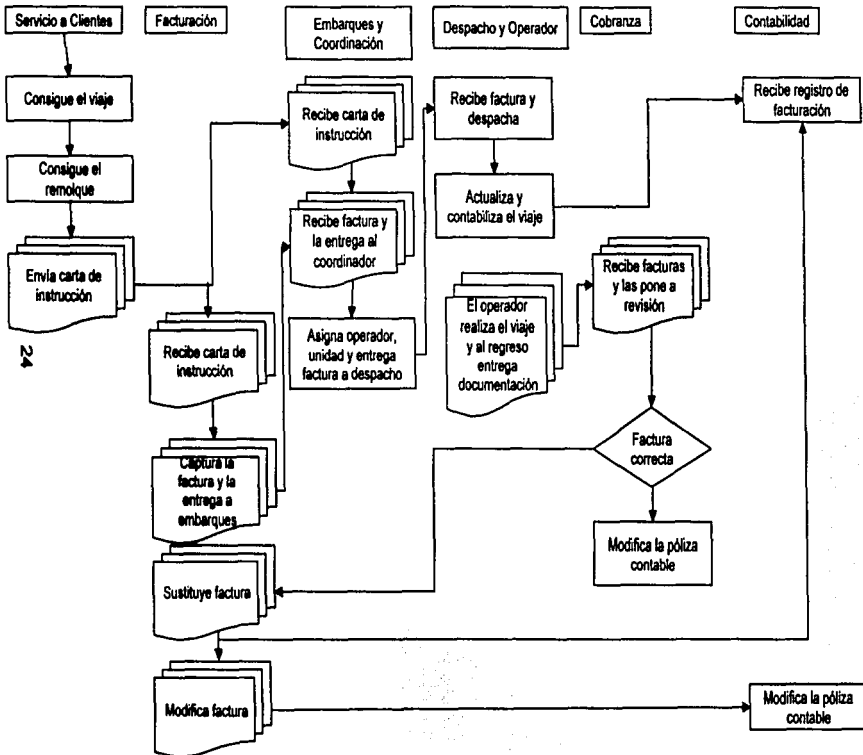 Servicio a Clientes
Facturación
Embarques y
Coordinación
Despacho y Operador
Cobranza
Contabilidad
Consigue el viaje
Consigue el
remolque
Envía carta de
instrucción
24
Recibe carta de
instrucción
Captura la
factura y la
entrega a
embarques
Sustituye factura
Modifica factura
Recibe carta de
instrucción
Recibe factura y
la entrega al
coordinador
Asigna operador,
unidad y entrega
factura a despacho
Recibe factura y
despacha
Actualiza y
contabiliza el viaje
El operador
realiza el viaje
y al regreso
entrega
documentación
Recibe facturas
y las pone a
revisión
Factura
correcta
Modifica la póliza
contable
Recibe registro de
facturación
Modifica la póliza
contable